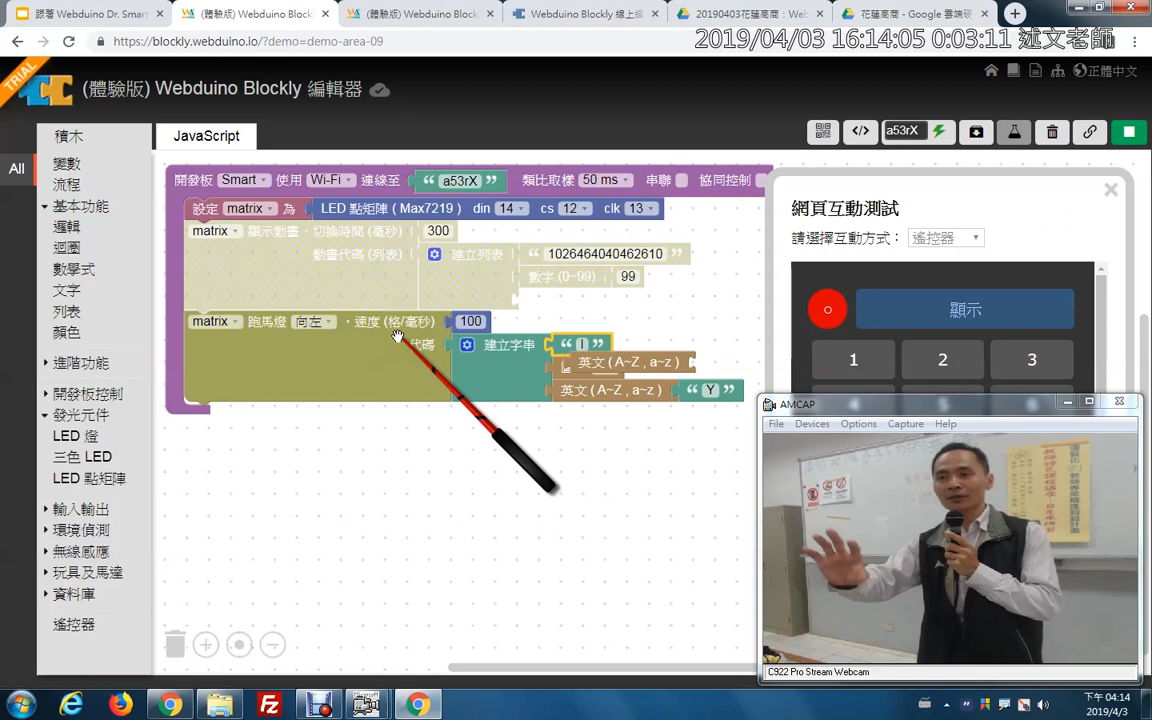 跟著 Webduino Dr. Smar
(體驗版) Webduino Blockl
(體驗版) Webduino Block
Webduino Blockly 線上編
20190403花蓮高商：Web
花蓮高商 - Google 雲端硬
https://blockly.webduino.io/?demo=demo-area-09
2019/04/03 16:14:05 0:03:11 述文老師
TRIAL
(體驗版) Webduino Blockly 編輯器
正體中文
積木
JavaScript
a53rX
All
變數
流程
基本功能
邏輯
迴圈
數學式
文字
列表
顏色
進階功能
開發板控制
發光元件
LED 燈
三色 LED
LED 點矩陣
輸入輸出
環境偵測
無線感應
玩具及馬達
資料庫
遙控器
開發板 Smart 使用 Wi-Fi 連線至 “ a53rX ” 類比取樣 50 ms 串聯 協同控制
設定 matrix 為 LED 點矩陣 ( Max7219 ) din 14 cs 12 clk 13
matrix 顯示動畫，切換時間 (毫秒) 300
動畫代碼 (列表) 建立列表 “ 1026464040462610 ”
數字 (0~99) 99
matrix 跑馬燈 向左 ，速度 (格/毫秒) 100
代碼 建立字串 “ I ”
英文 (A~Z , a~z)
英文 (A~Z , a~z) “ Y ”
網頁互動測試
請選擇互動方式： 遙控器
顯示
1 2 3
4 5 6
AMCAP
File Devices Options Capture Help
C922 Pro Stream Webcam
下午 04:14
2019/4/3